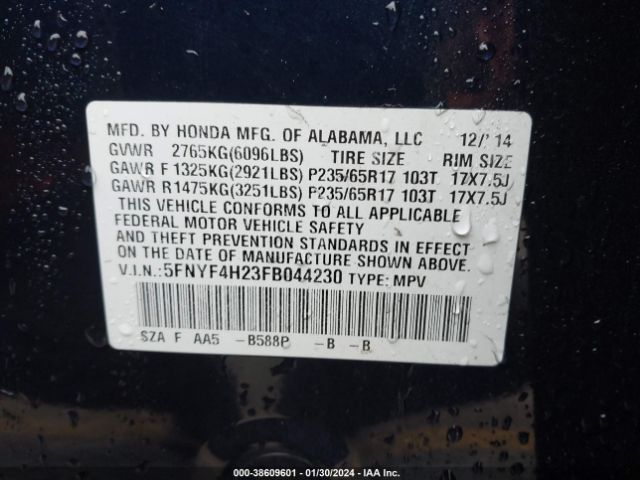 MFD. BY HONDA MFG. OF ALABAMA, LLC 12/'14
GVWR 2765KG(6096LBS) TIRE SIZE RIM SIZE
GAWR F 1325KG(2921LBS) P235/65R17 103T 17X7.5J
GAWR R1475KG(3251LBS) P235/65R17 103T 17X7.5J
THIS VEHICLE CONFORMS TO ALL APPLICABLE
FEDERAL MOTOR VEHICLE SAFETY
AND THEFT PREVENTION STANDARDS IN EFFECT
ON THE DATE OF MANUFACTURE SHOWN ABOVE.
V.I.N.:5FNYF4H23FB044230 TYPE: MPV
SZA F AA5 -B588P -B -B
000-38609601 - 01/30/2024 - IAA Inc.